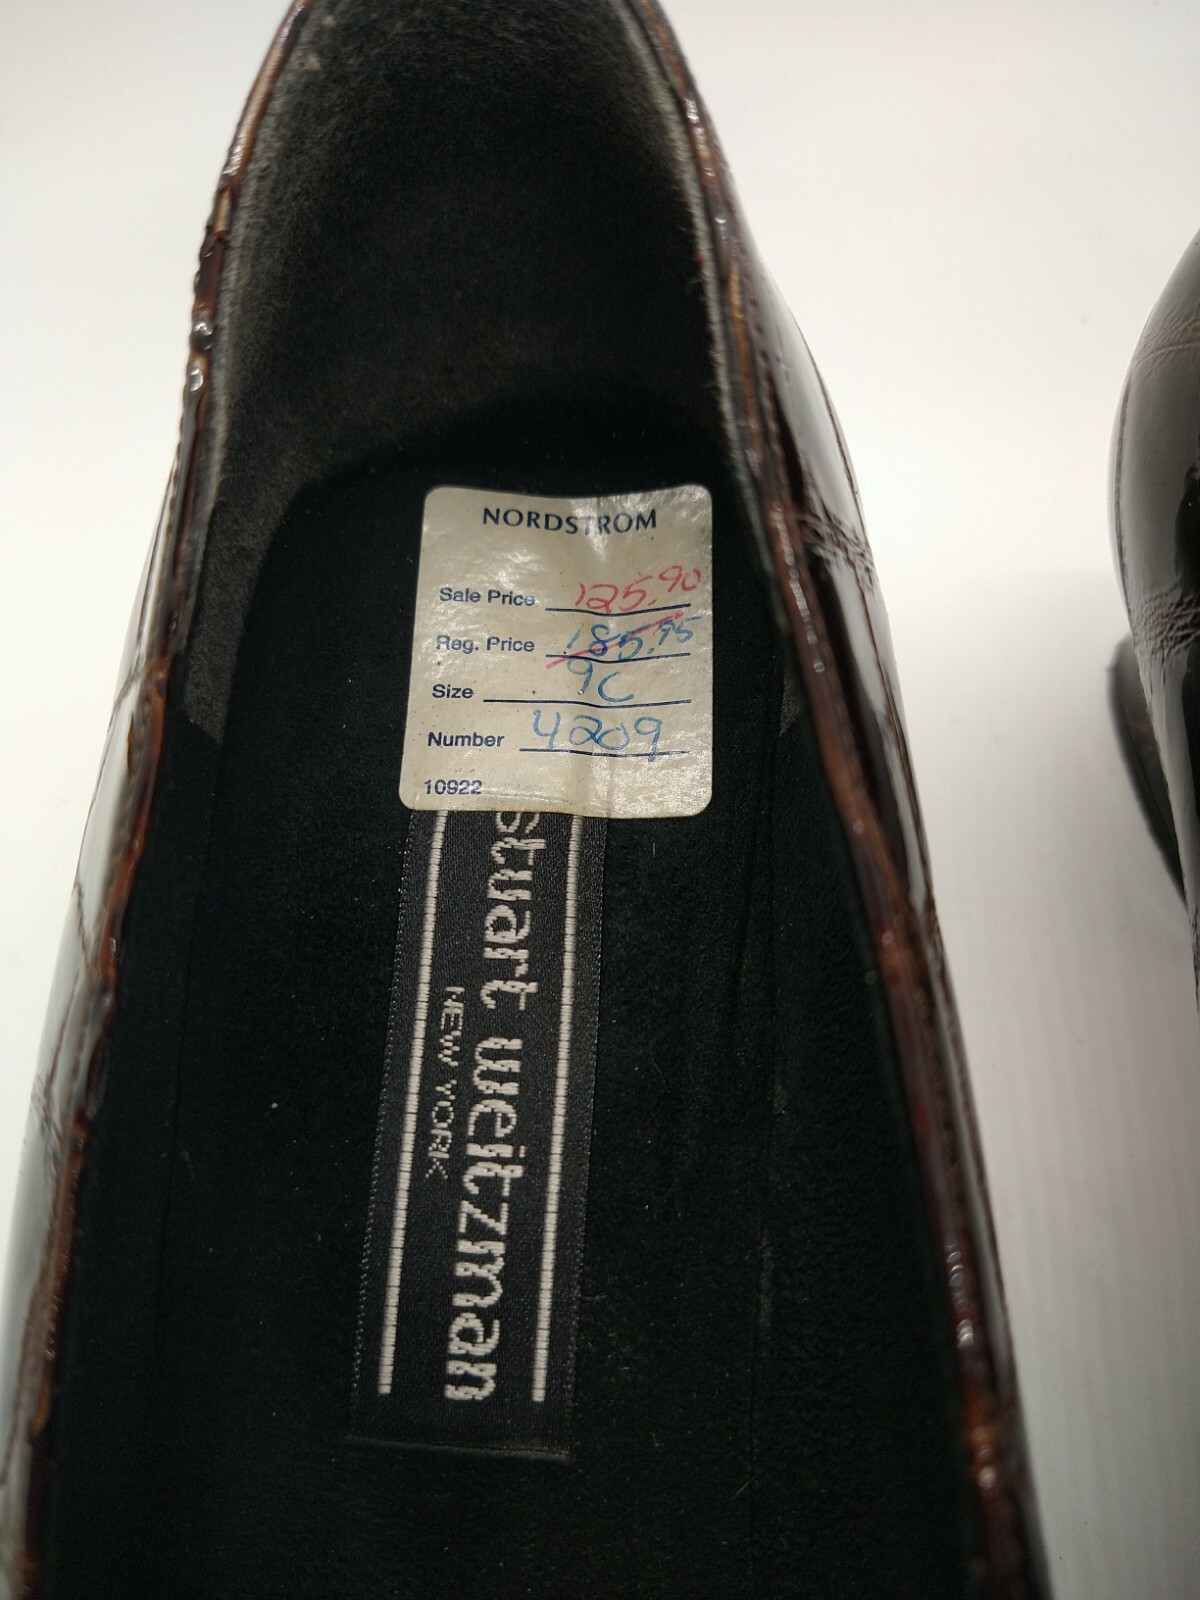 NORDSTROM
Sale Price 125.90
Reg. Price 185.95
Size 9C
Number 4209
10922
stuart weitzman
NEW YORK